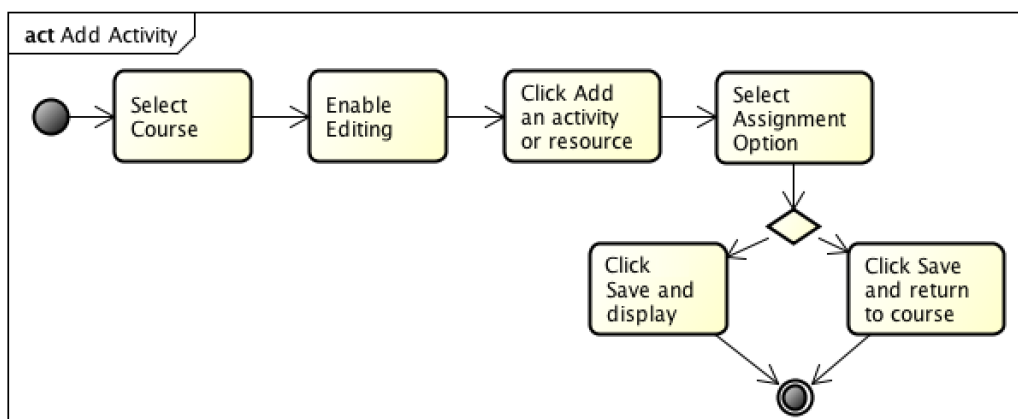 act Add Activity
Select
Course
Enable
Editing
Click Add
an activity
or resource
Select
Assignment
Option
Click
Save and
display
Click Save
and return
to course